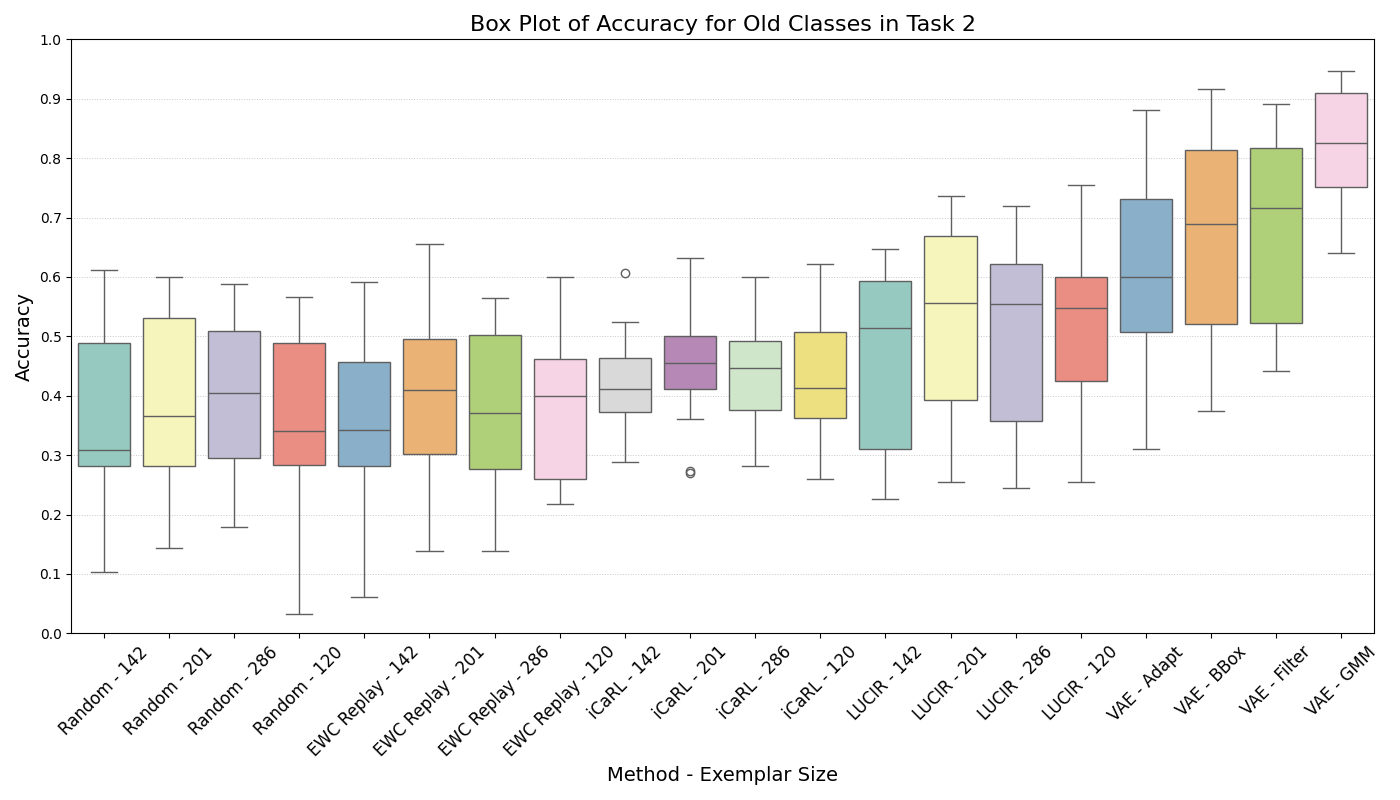 Box Plot of Accuracy for Old Classes in Task 2
1.0
0.9
0.8
0.7
0.6
0.5
0.4
0.3
0.2
0.1
0.0
Accuracy
Random - 142
Random - 201
Random - 286
Random - 120
EWC Replay - 142
EWC Replay - 201
EWC Replay - 286
EWC Replay - 120
iCaRL - 142
iCaRL - 201
iCaRL - 286
iCaRL - 120
LUCIR - 142
LUCIR - 201
LUCIR - 286
LUCIR - 120
VAE - Adapt
VAE - BBox
VAE - Filter
VAE - GMM
Method - Exemplar Size